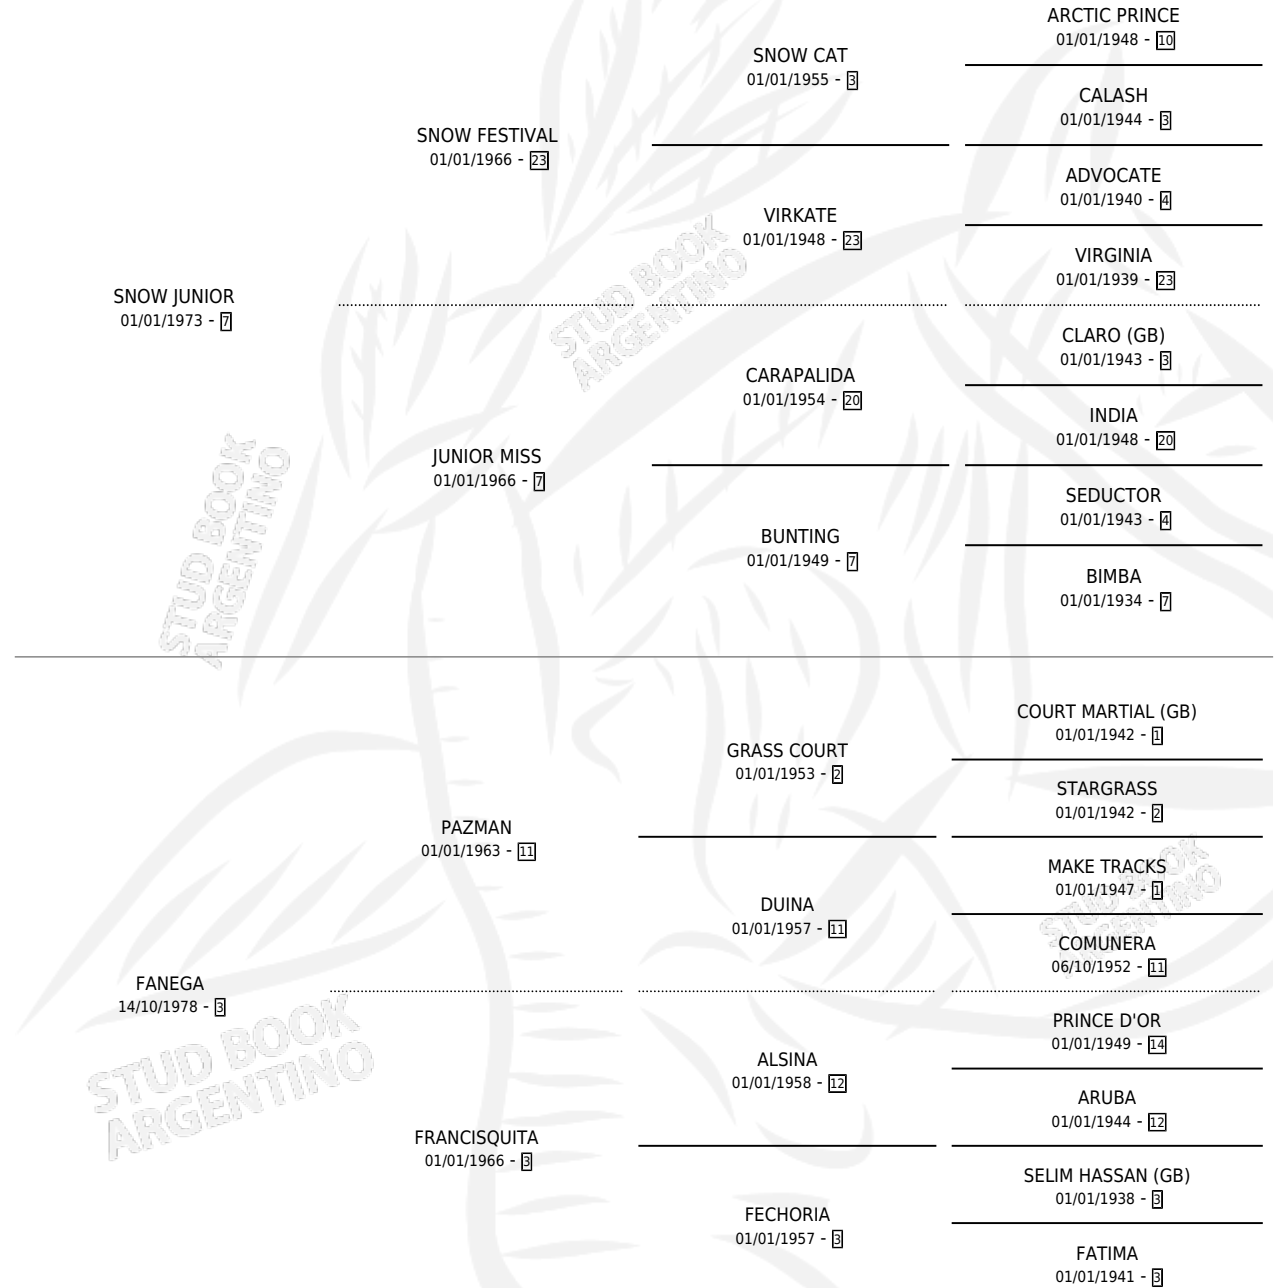 ARCTIC PRINCE
01/01/1948 - 10
SNOW CAT
01/01/1955 - 3
CALASH
01/01/1944 - 3
SNOW FESTIVAL
01/01/1966 - 23
ADVOCATE
01/01/1940 - 4
VIRKATE
01/01/1948 - 23
VIRGINIA
01/01/1939 - 23
SNOW JUNIOR
01/01/1973 - 7
CLARO (GB)
01/01/1943 - 3
CARAPALIDA
01/01/1954 - 20
INDIA
01/01/1948 - 20
JUNIOR MISS
01/01/1966 - 7
SEDUCTOR
01/01/1943 - 4
BUNTING
01/01/1949 - 7
BIMBA
01/01/1934 - 7
COURT MARTIAL (GB)
01/01/1942 - 1
GRASS COURT
01/01/1953 - 2
STARGRASS
01/01/1942 - 2
PAZMAN
01/01/1963 - 11
MAKE TRACKS
01/01/1947 - 1
DUINA
01/01/1957 - 11
COMUNERA
06/10/1952 - 11
FANEGA
14/10/1978 - 3
PRINCE D'OR
01/01/1949 - 14
ALSINA
01/01/1958 - 12
ARUBA
01/01/1944 - 12
FRANCISQUITA
01/01/1966 - 3
SELIM HASSAN (GB)
01/01/1938 - 3
FECHORIA
01/01/1957 - 3
FATIMA
01/01/1941 - 3
STUD BOOK
ARGENTINO
STUD BOOK
ARGENTINO
STUD BOOK
ARGENTINO
STUD BOOK
ARGENTINO